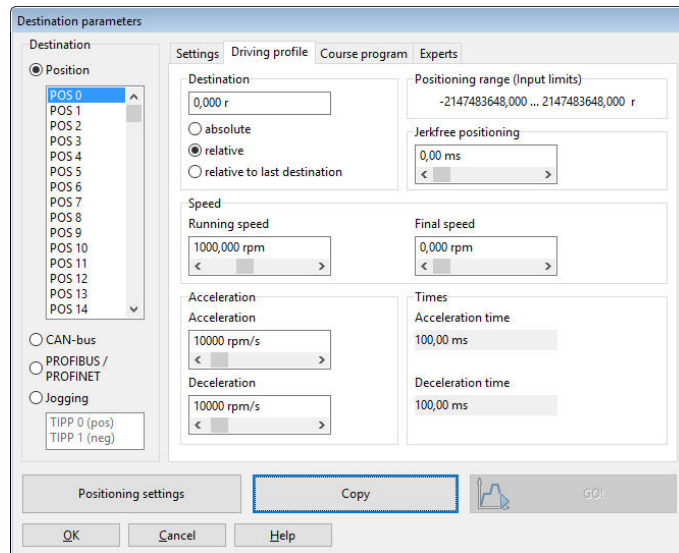 Destination parameters
Destination
Position
POS 0
POS 1
POS 2
POS 3
POS 4
POS 5
POS 6
POS 7
POS 8
POS 9
POS 10
POS 11
POS 12
POS 13
POS 14
CAN-bus
PROFIBUS /
PROFINET
Jogging
TIPP 0 (pos)
TIPP 1 (neg)
Settings Driving profile Course program Experts
Destination
0,000 r
absolute
relative
relative to last destination
Positioning range (Input limits)
-2147483648,000 ... 2147483648,000 r
Jerkfree positioning
0,00 ms
Speed
Running speed
1000,000 rpm
Final speed
0,000 rpm
Acceleration
Acceleration
10000 rpm/s
Deceleration
10000 rpm/s
Times
Acceleration time
100,00 ms
Deceleration time
100,00 ms
Positioning settings
Copy
GO!
OK
Cancel
Help